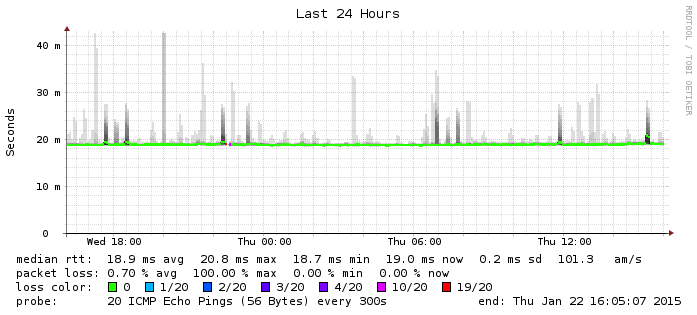 Last 24 Hours
RRDTOOL / TOBI OETIKER
Seconds
40 m
30 m
20 m
10 m
0
Wed 18:00 Thu 00:00 Thu 06:00 Thu 12:00
median rtt: 18.9 ms avg 20.8 ms max 18.7 ms min 19.0 ms now 0.2 ms sd 101.3 am/s
packet loss: 0.70 % avg 100.00 % max 0.00 % min 0.00 % now
loss color: 0 1/20 2/20 3/20 4/20 10/20 19/20
probe: 20 ICMP Echo Pings (56 Bytes) every 300s end: Thu Jan 22 16:05:07 2015